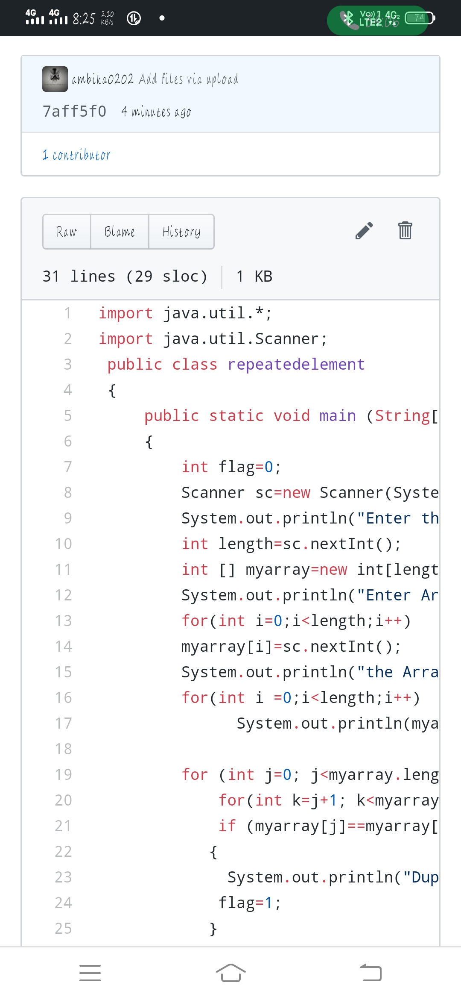 4G 4G 8:25 2.10 KB/s Vo) 1 4G2 LTE2 74
ambika0202 Add files via upload
7aff5f0 4 minutes ago
1 contributor
Raw Blame History
31 lines (29 sloc) 1 KB
1 import java.util.*;
2 import java.util.Scanner;
3 public class repeatedelement
4 {
5 public static void main (String[
6 {
7 int flag=0;
8 Scanner sc=new Scanner(Syste
9 System.out.println("Enter th
10 int length=sc.nextInt();
11 int [] myarray=new int[lengt
12 System.out.println("Enter Ar
13 for(int i=0;i<length;i++)
14 myarray[i]=sc.nextInt();
15 System.out.println("the Arra
16 for(int i =0;i<length;i++)
17 System.out.println(mya
18
19 for (int j=0; j<myarray.leng
20 for(int k=j+1; k<myarray
21 if (myarray[j]==myarray[
22 {
23 System.out.println("Dup
24 flag=1;
25 }